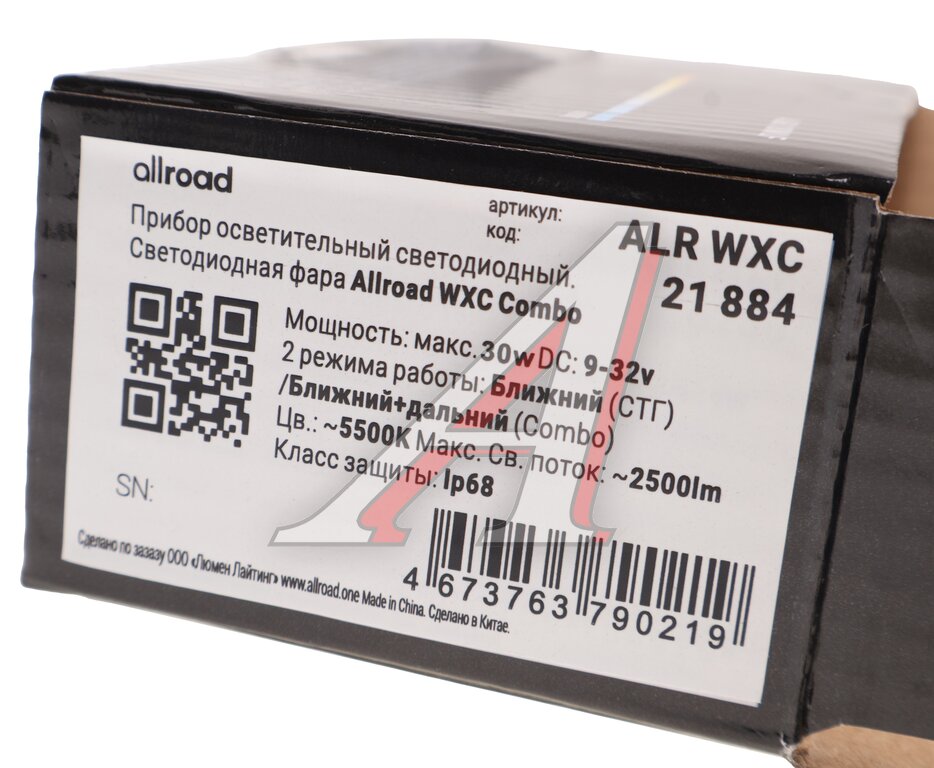 allroad
артикул: ALR WXC
код: 21 884
Прибор осветительный светодиодный.
Светодиодная фара Allroad WXC Combo
Мощность: макс. 30w DC: 9-32v
2 режима работы: Ближний (СТГ)
/Ближний+дальний (Combo)
Цв.: ~5500K Макс. Св. поток: ~2500lm
Класс защиты: Ip68
SN:
Сделано по зазазу ООО «Люмен Лайтинг» www.allroad.one Made in China. Сделано в Китае.
4 673763 790219